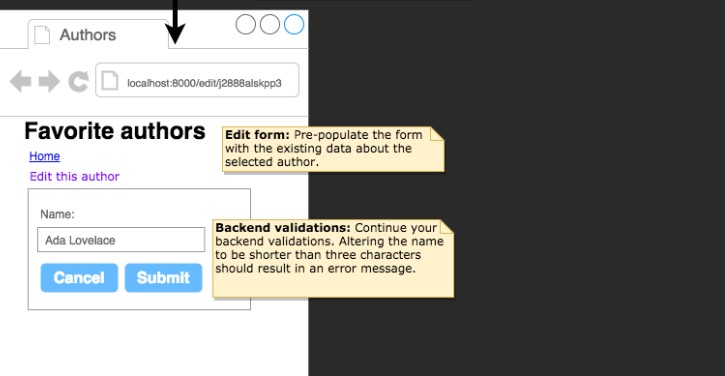 Authors
localhost:8000/edit/j2888alskpp3
Favorite authors
Home
Edit this author
Edit form: Pre-populate the form
with the existing data about the
selected author.
Name:
Ada Lovelace
Cancel Submit
Backend validations: Continue your
backend validations. Altering the name
to be shorter than three characters
should result in an error message.